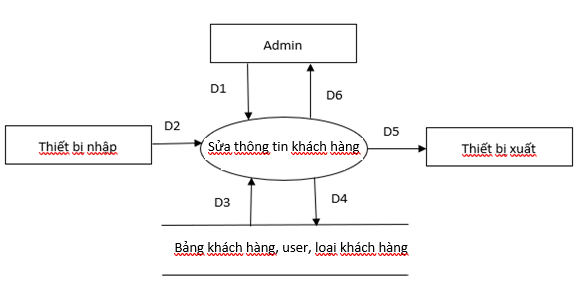 Admin
D1
D6
D2
D5
Thiết bị nhập
Sửa thông tin khách hàng
Thiết bị xuất
D3
D4
Bảng khách hàng, user, loại khách hàng